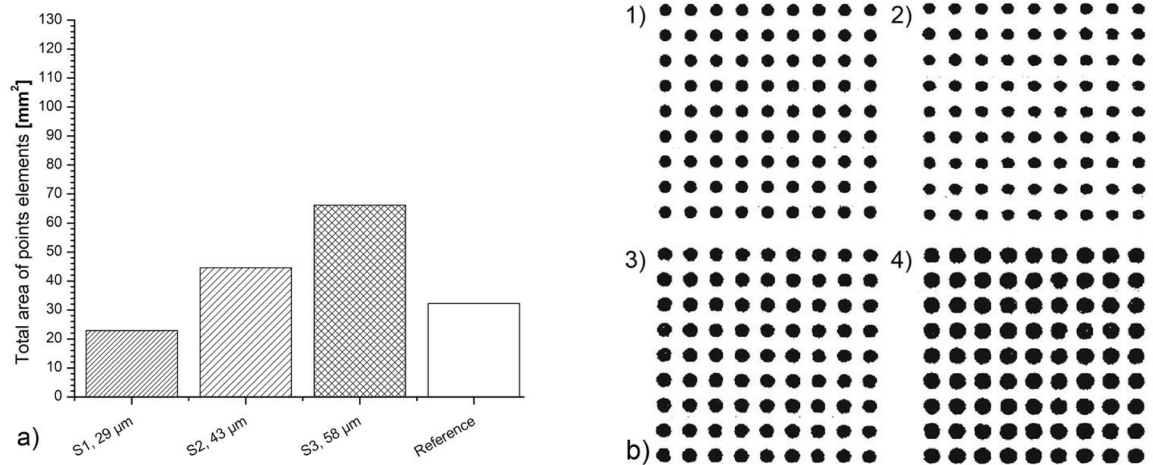 130
120
110
100
90
80
70
60
50
40
30
20
10
0
Total area of points elements [mm²]
S1, 29 µm
S2, 43 µm
S3, 58 µm
Reference
a)
1)
2)
3)
4)
b)